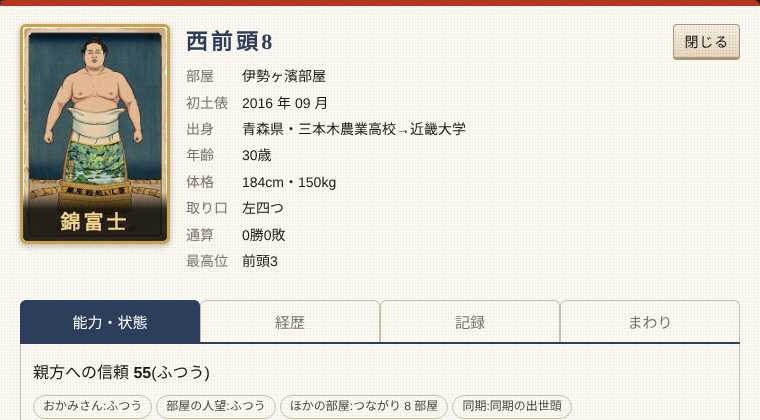 西前頭8
閉じる
部屋 伊勢ヶ濱部屋
初土俵 2016 年 09 月
出身 青森県・三本木農業高校→近畿大学
年齢 30歳
体格 184cm・150kg
取り口 左四つ
通算 0勝0敗
最高位 前頭3
錦富士
能力・状態 経歴 記録 まわり
親方への信頼 55(ふつう)
おかみさん:ふつう 部屋の人望:ふつう ほかの部屋:つながり 8 部屋 同期:同期の出世頭